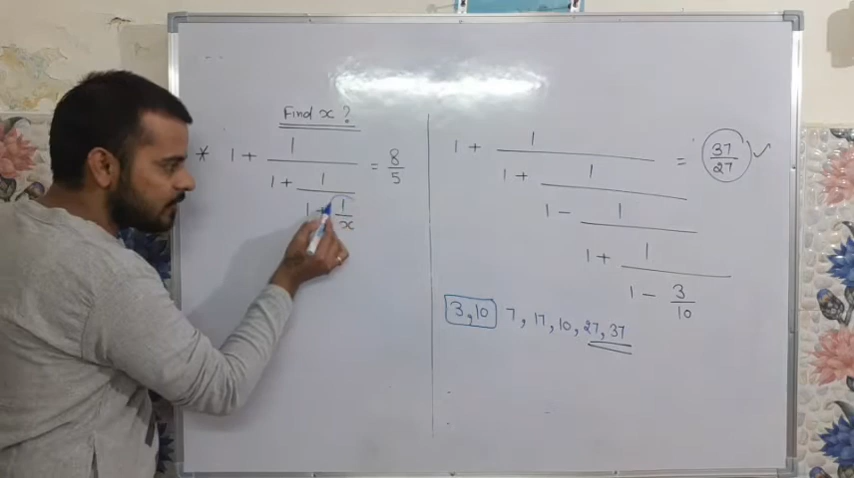 Find x ?
* 1 + 1
1 + 1
1 + 1
x
= 8
5
1 + 1
1 + 1
1 - 1
1 + 1
1 - 3
10
= 37
27 ✓
3, 10 7, 17, 10, 27, 37